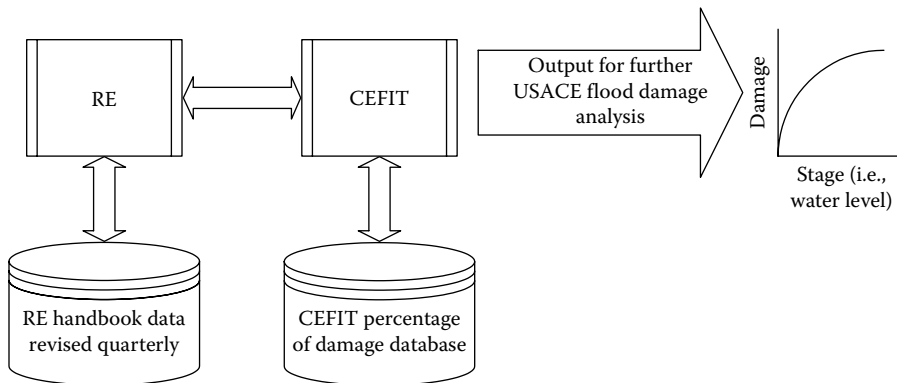 RE
CEFIT
Output for further
USACE flood damage
analysis
Damage
Stage (i.e.,
water level)
RE handbook data
revised quarterly
CEFIT percentage
of damage database